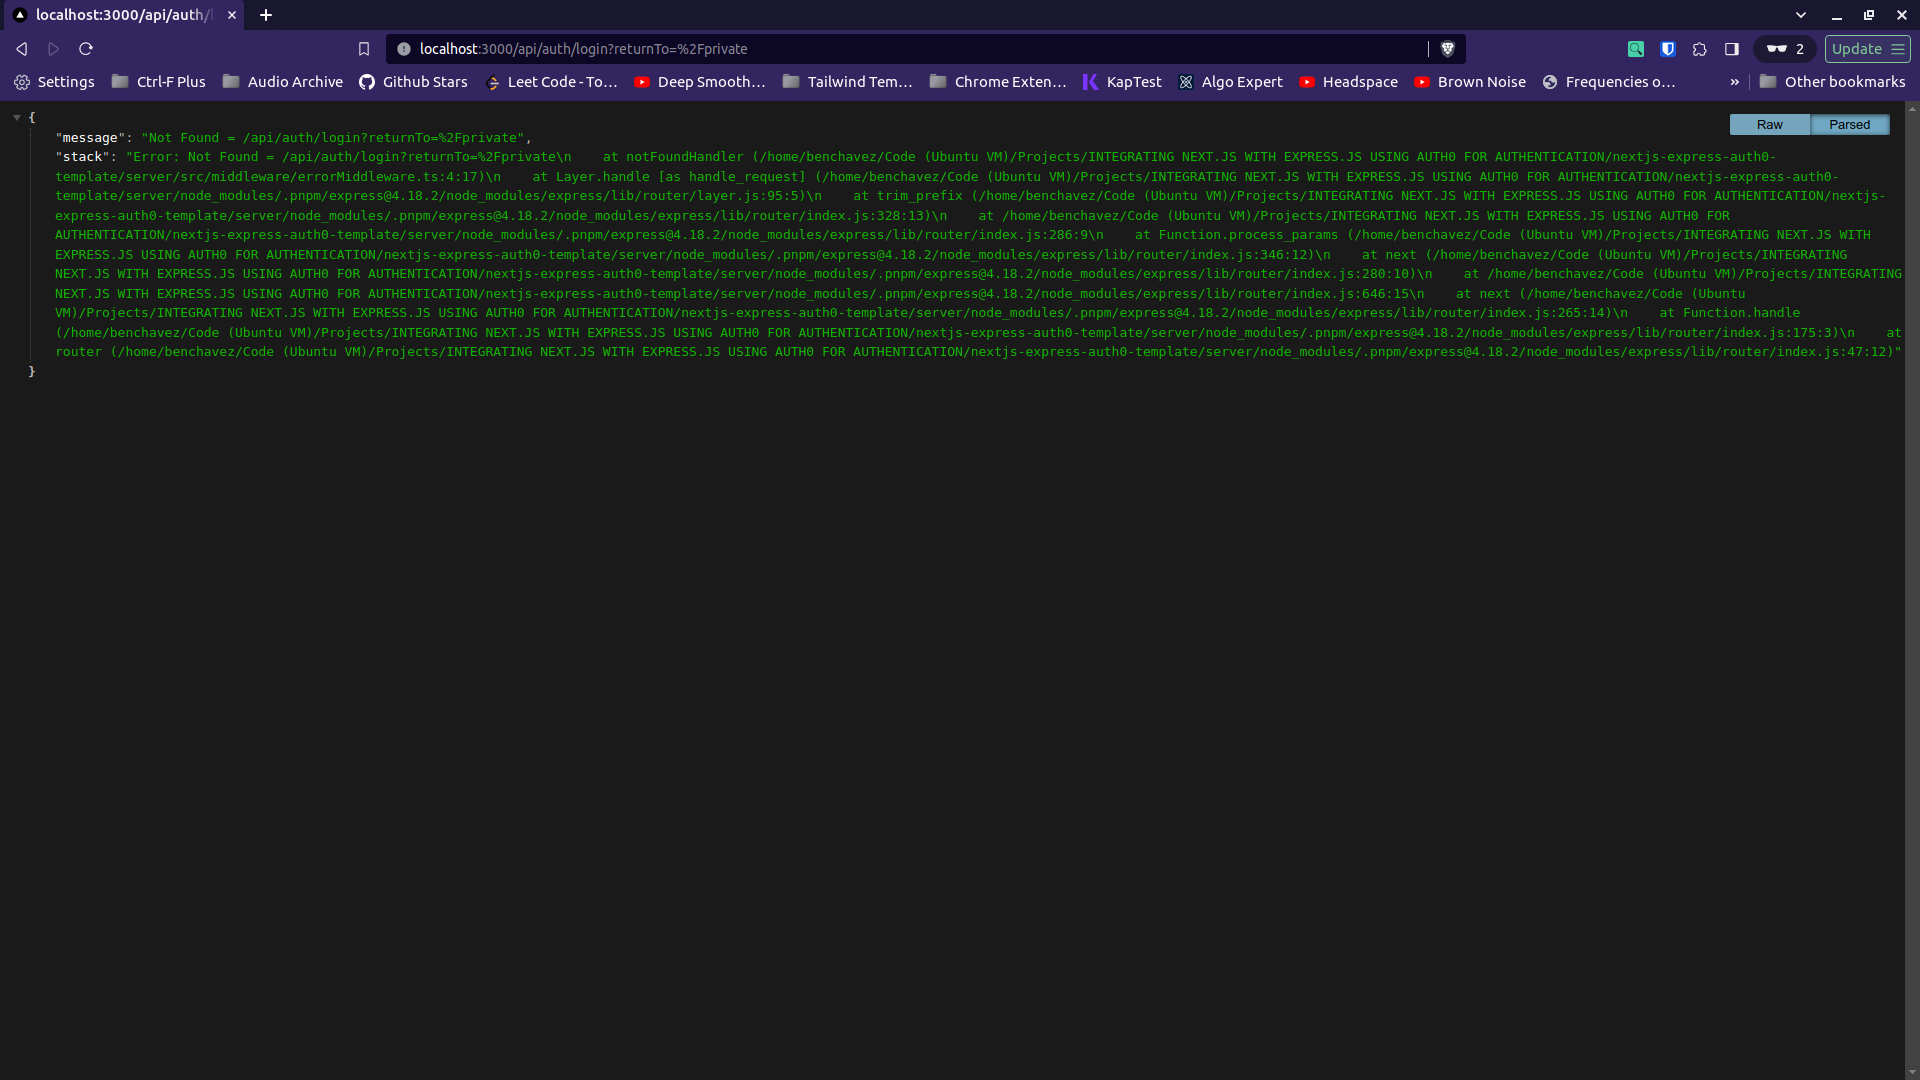 localhost:3000/api/auth/l
localhost:3000/api/auth/login?returnTo=%2Fprivate
2
Update
Settings
Ctrl-F Plus
Audio Archive
Github Stars
Leet Code - To…
Deep Smooth…
Tailwind Tem…
Chrome Exten…
KapTest
Algo Expert
Headspace
Brown Noise
Frequencies o…
»
Other bookmarks
Raw
Parsed
{
"message": "Not Found = /api/auth/login?returnTo=%2Fprivate",
"stack": "Error: Not Found = /api/auth/login?returnTo=%2Fprivate\n    at notFoundHandler (/home/benchavez/Code (Ubuntu VM)/Projects/INTEGRATING NEXT.JS WITH EXPRESS.JS USING AUTH0 FOR AUTHENTICATION/nextjs-express-auth0-
template/server/src/middleware/errorMiddleware.ts:4:17)\n    at Layer.handle [as handle_request] (/home/benchavez/Code (Ubuntu VM)/Projects/INTEGRATING NEXT.JS WITH EXPRESS.JS USING AUTH0 FOR AUTHENTICATION/nextjs-express-auth0-
template/server/node_modules/.pnpm/express@4.18.2/node_modules/express/lib/router/layer.js:95:5)\n    at trim_prefix (/home/benchavez/Code (Ubuntu VM)/Projects/INTEGRATING NEXT.JS WITH EXPRESS.JS USING AUTH0 FOR AUTHENTICATION/nextjs-
express-auth0-template/server/node_modules/.pnpm/express@4.18.2/node_modules/express/lib/router/index.js:328:13)\n    at /home/benchavez/Code (Ubuntu VM)/Projects/INTEGRATING NEXT.JS WITH EXPRESS.JS USING AUTH0 FOR
AUTHENTICATION/nextjs-express-auth0-template/server/node_modules/.pnpm/express@4.18.2/node_modules/express/lib/router/index.js:286:9\n    at Function.process_params (/home/benchavez/Code (Ubuntu VM)/Projects/INTEGRATING NEXT.JS WITH
EXPRESS.JS USING AUTH0 FOR AUTHENTICATION/nextjs-express-auth0-template/server/node_modules/.pnpm/express@4.18.2/node_modules/express/lib/router/index.js:346:12)\n    at next (/home/benchavez/Code (Ubuntu VM)/Projects/INTEGRATING
NEXT.JS WITH EXPRESS.JS USING AUTH0 FOR AUTHENTICATION/nextjs-express-auth0-template/server/node_modules/.pnpm/express@4.18.2/node_modules/express/lib/router/index.js:280:10)\n    at /home/benchavez/Code (Ubuntu VM)/Projects/INTEGRATING
NEXT.JS WITH EXPRESS.JS USING AUTH0 FOR AUTHENTICATION/nextjs-express-auth0-template/server/node_modules/.pnpm/express@4.18.2/node_modules/express/lib/router/index.js:646:15\n    at next (/home/benchavez/Code (Ubuntu
VM)/Projects/INTEGRATING NEXT.JS WITH EXPRESS.JS USING AUTH0 FOR AUTHENTICATION/nextjs-express-auth0-template/server/node_modules/.pnpm/express@4.18.2/node_modules/express/lib/router/index.js:265:14)\n    at Function.handle
(/home/benchavez/Code (Ubuntu VM)/Projects/INTEGRATING NEXT.JS WITH EXPRESS.JS USING AUTH0 FOR AUTHENTICATION/nextjs-express-auth0-template/server/node_modules/.pnpm/express@4.18.2/node_modules/express/lib/router/index.js:175:3)\n    at
router (/home/benchavez/Code (Ubuntu VM)/Projects/INTEGRATING NEXT.JS WITH EXPRESS.JS USING AUTH0 FOR AUTHENTICATION/nextjs-express-auth0-template/server/node_modules/.pnpm/express@4.18.2/node_modules/express/lib/router/index.js:47:12)"
}